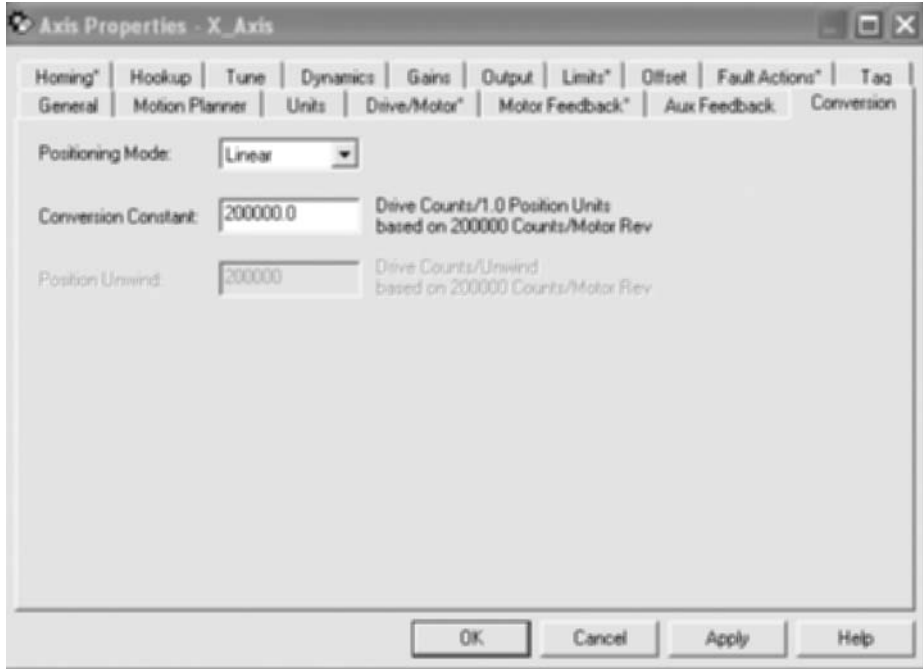 Axis Properties - X_Axis
Homing* Hookup Tune Dynamics Gains Output Limits* Offset Fault Actions* Tag
General Motion Planner Units Drive/Motor* Motor Feedback* Aux Feedback Conversion
Positioning Mode: Linear
Conversion Constant: 200000.0 Drive Counts/1.0 Position Units
based on 200000 Counts/Motor Rev
Position Unwind: 200000 Drive Counts/Unwind
based on 200000 Counts/Motor Rev
OK Cancel Apply Help